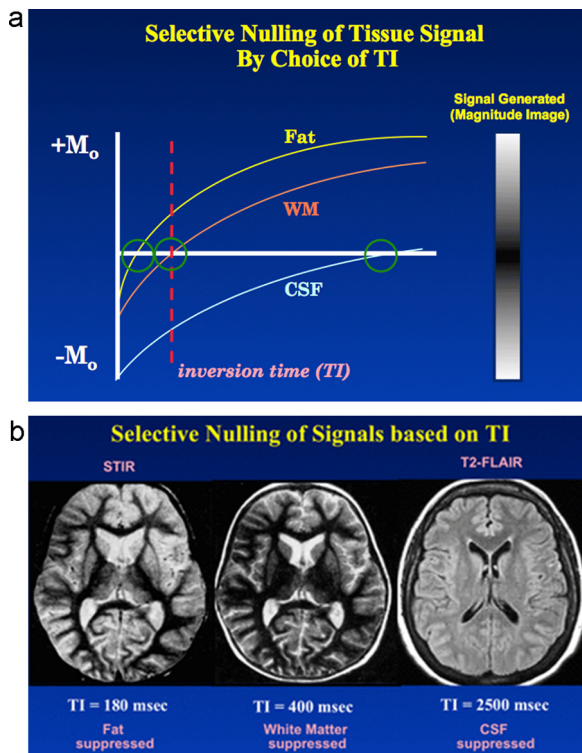 a
Selective Nulling of Tissue Signal
By Choice of TI
Signal Generated
(Magnitude Image)
+Mo
Fat
WM
CSF
-Mo
inversion time (TI)
b
Selective Nulling of Signals based on TI
STIR
T2-FLAIR
TI = 180 msec
TI = 400 msec
TI = 2500 msec
Fat
suppressed
White Matter
suppressed
CSF
suppressed